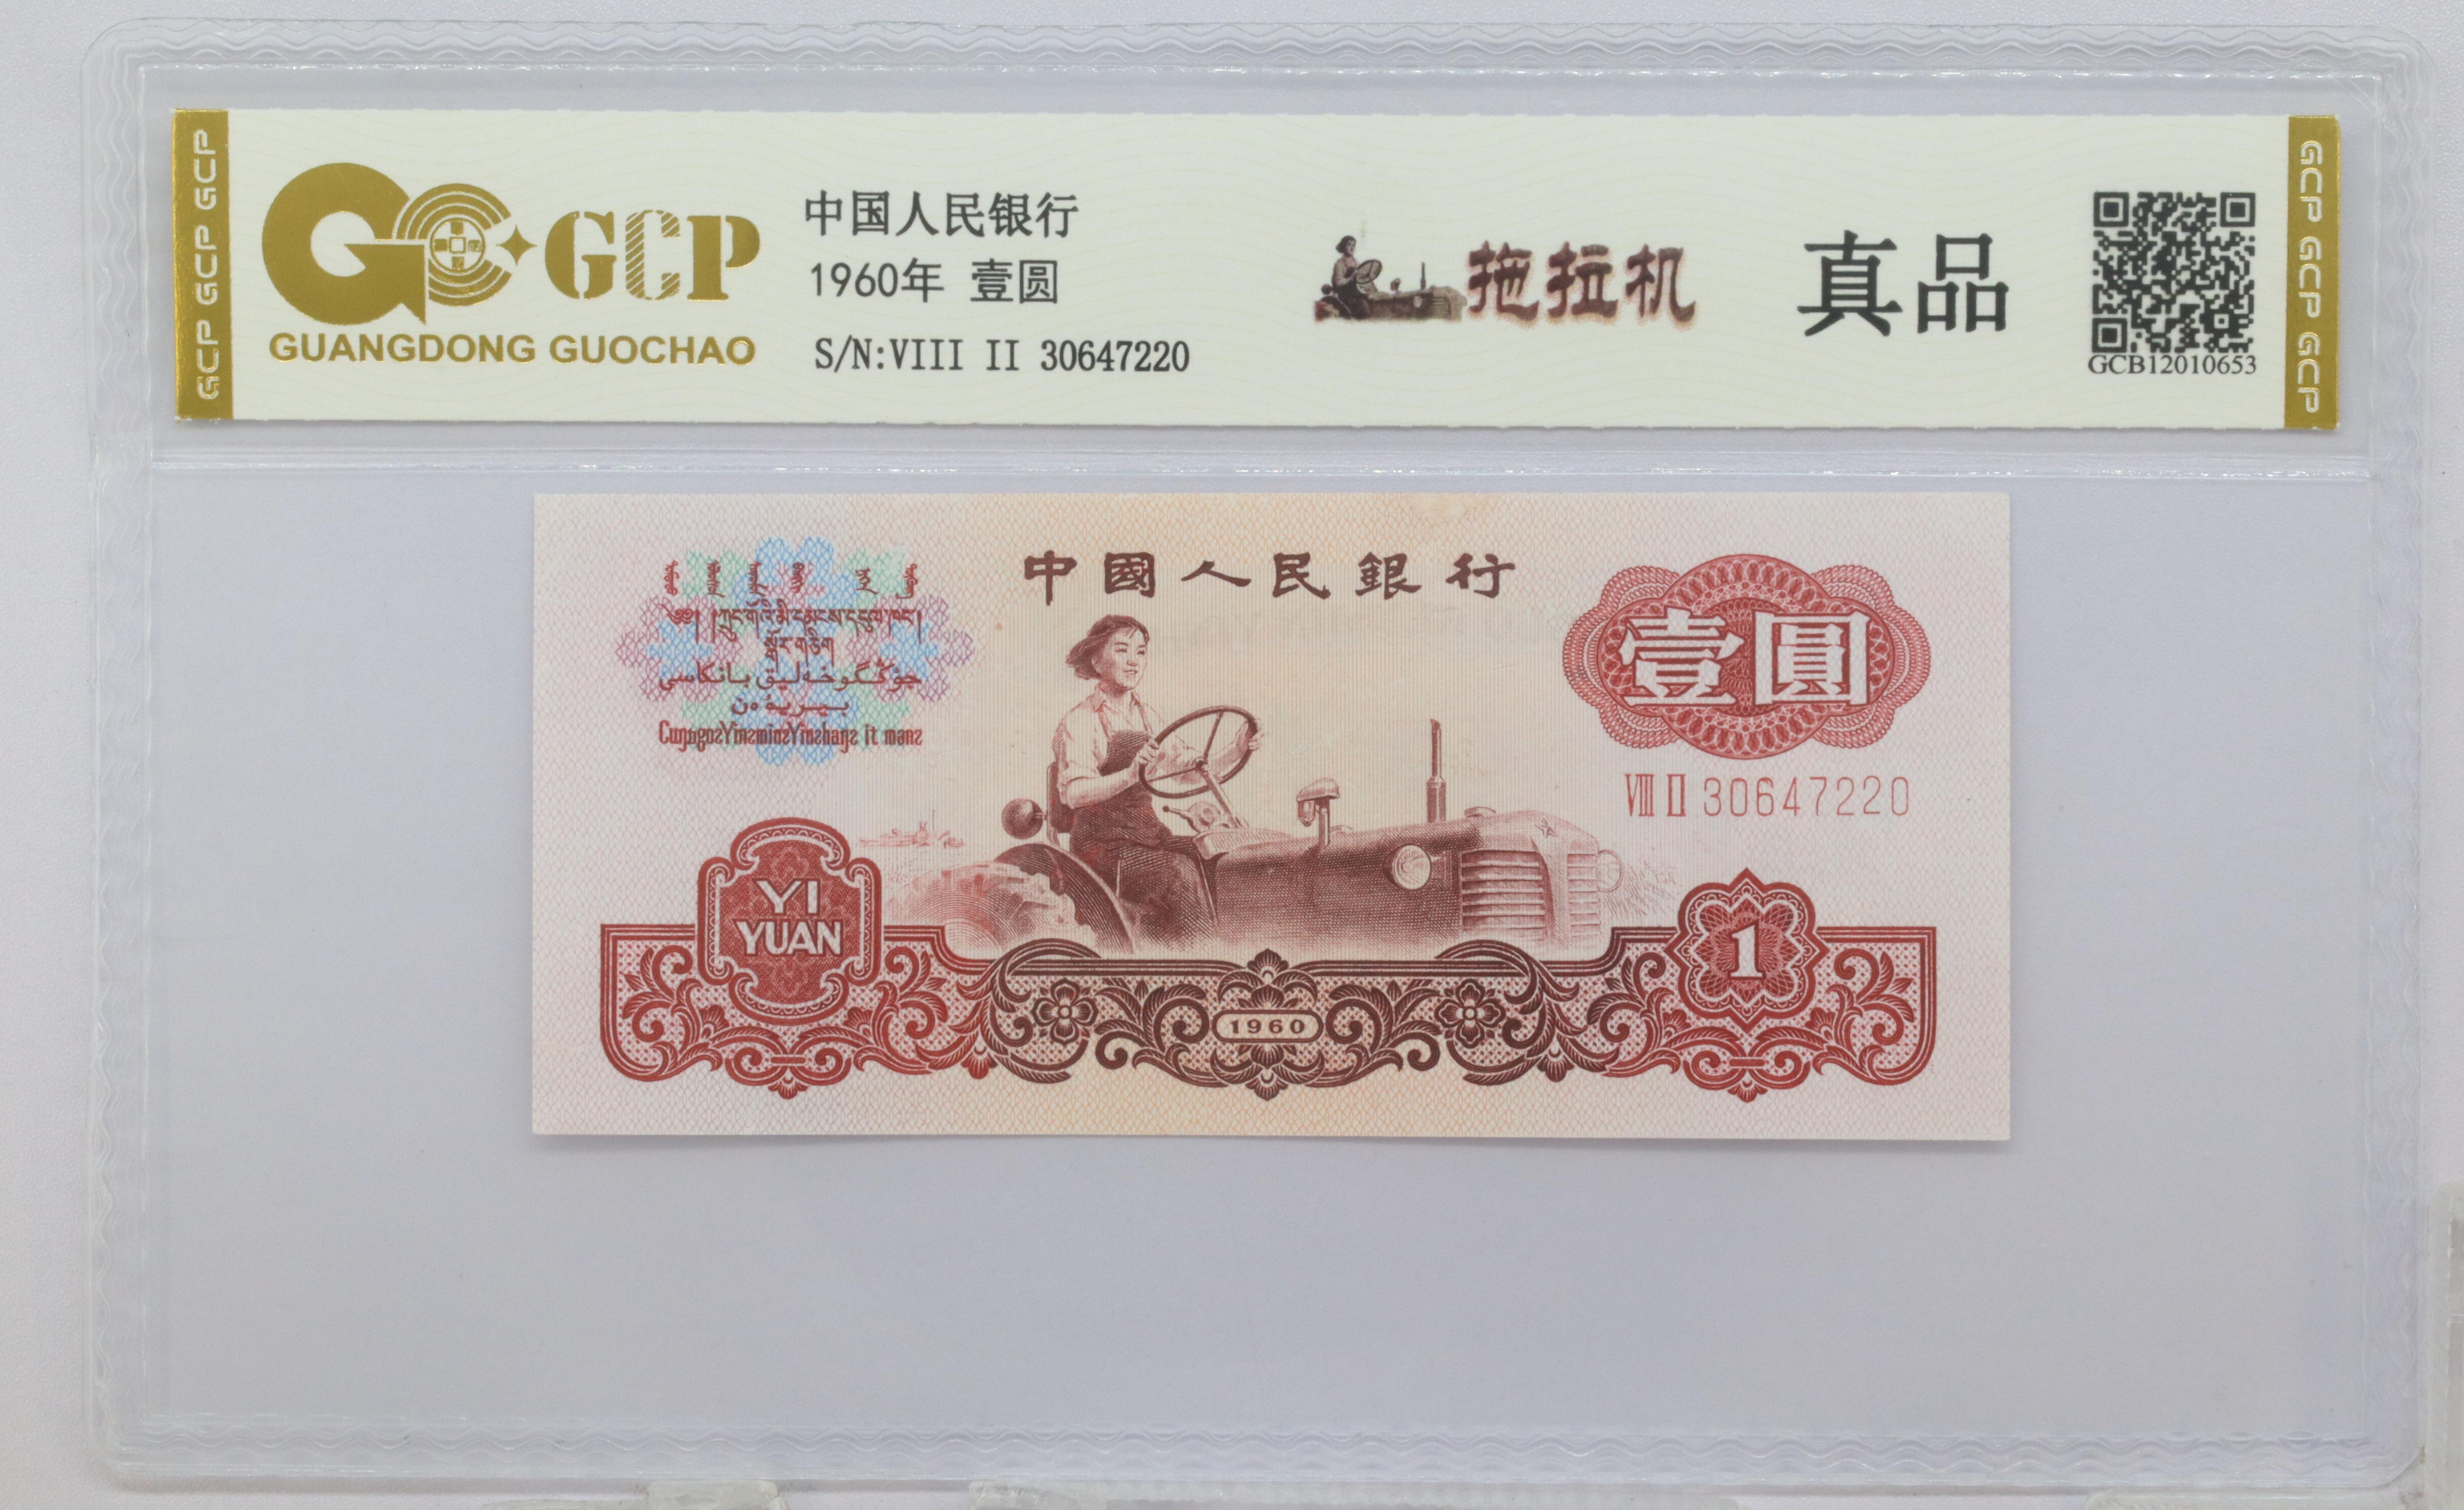 GCP GCP GCP
GCP
GUANGDONG GUOCHAO
中国人民银行
1960年 壹圆
S/N:VIII II 30647220
拖拉机
真品
GCB12010653
GCP GCP GCP
中國人民銀行
壹圓
VIII II 30647220
YI
YUAN
1
1960